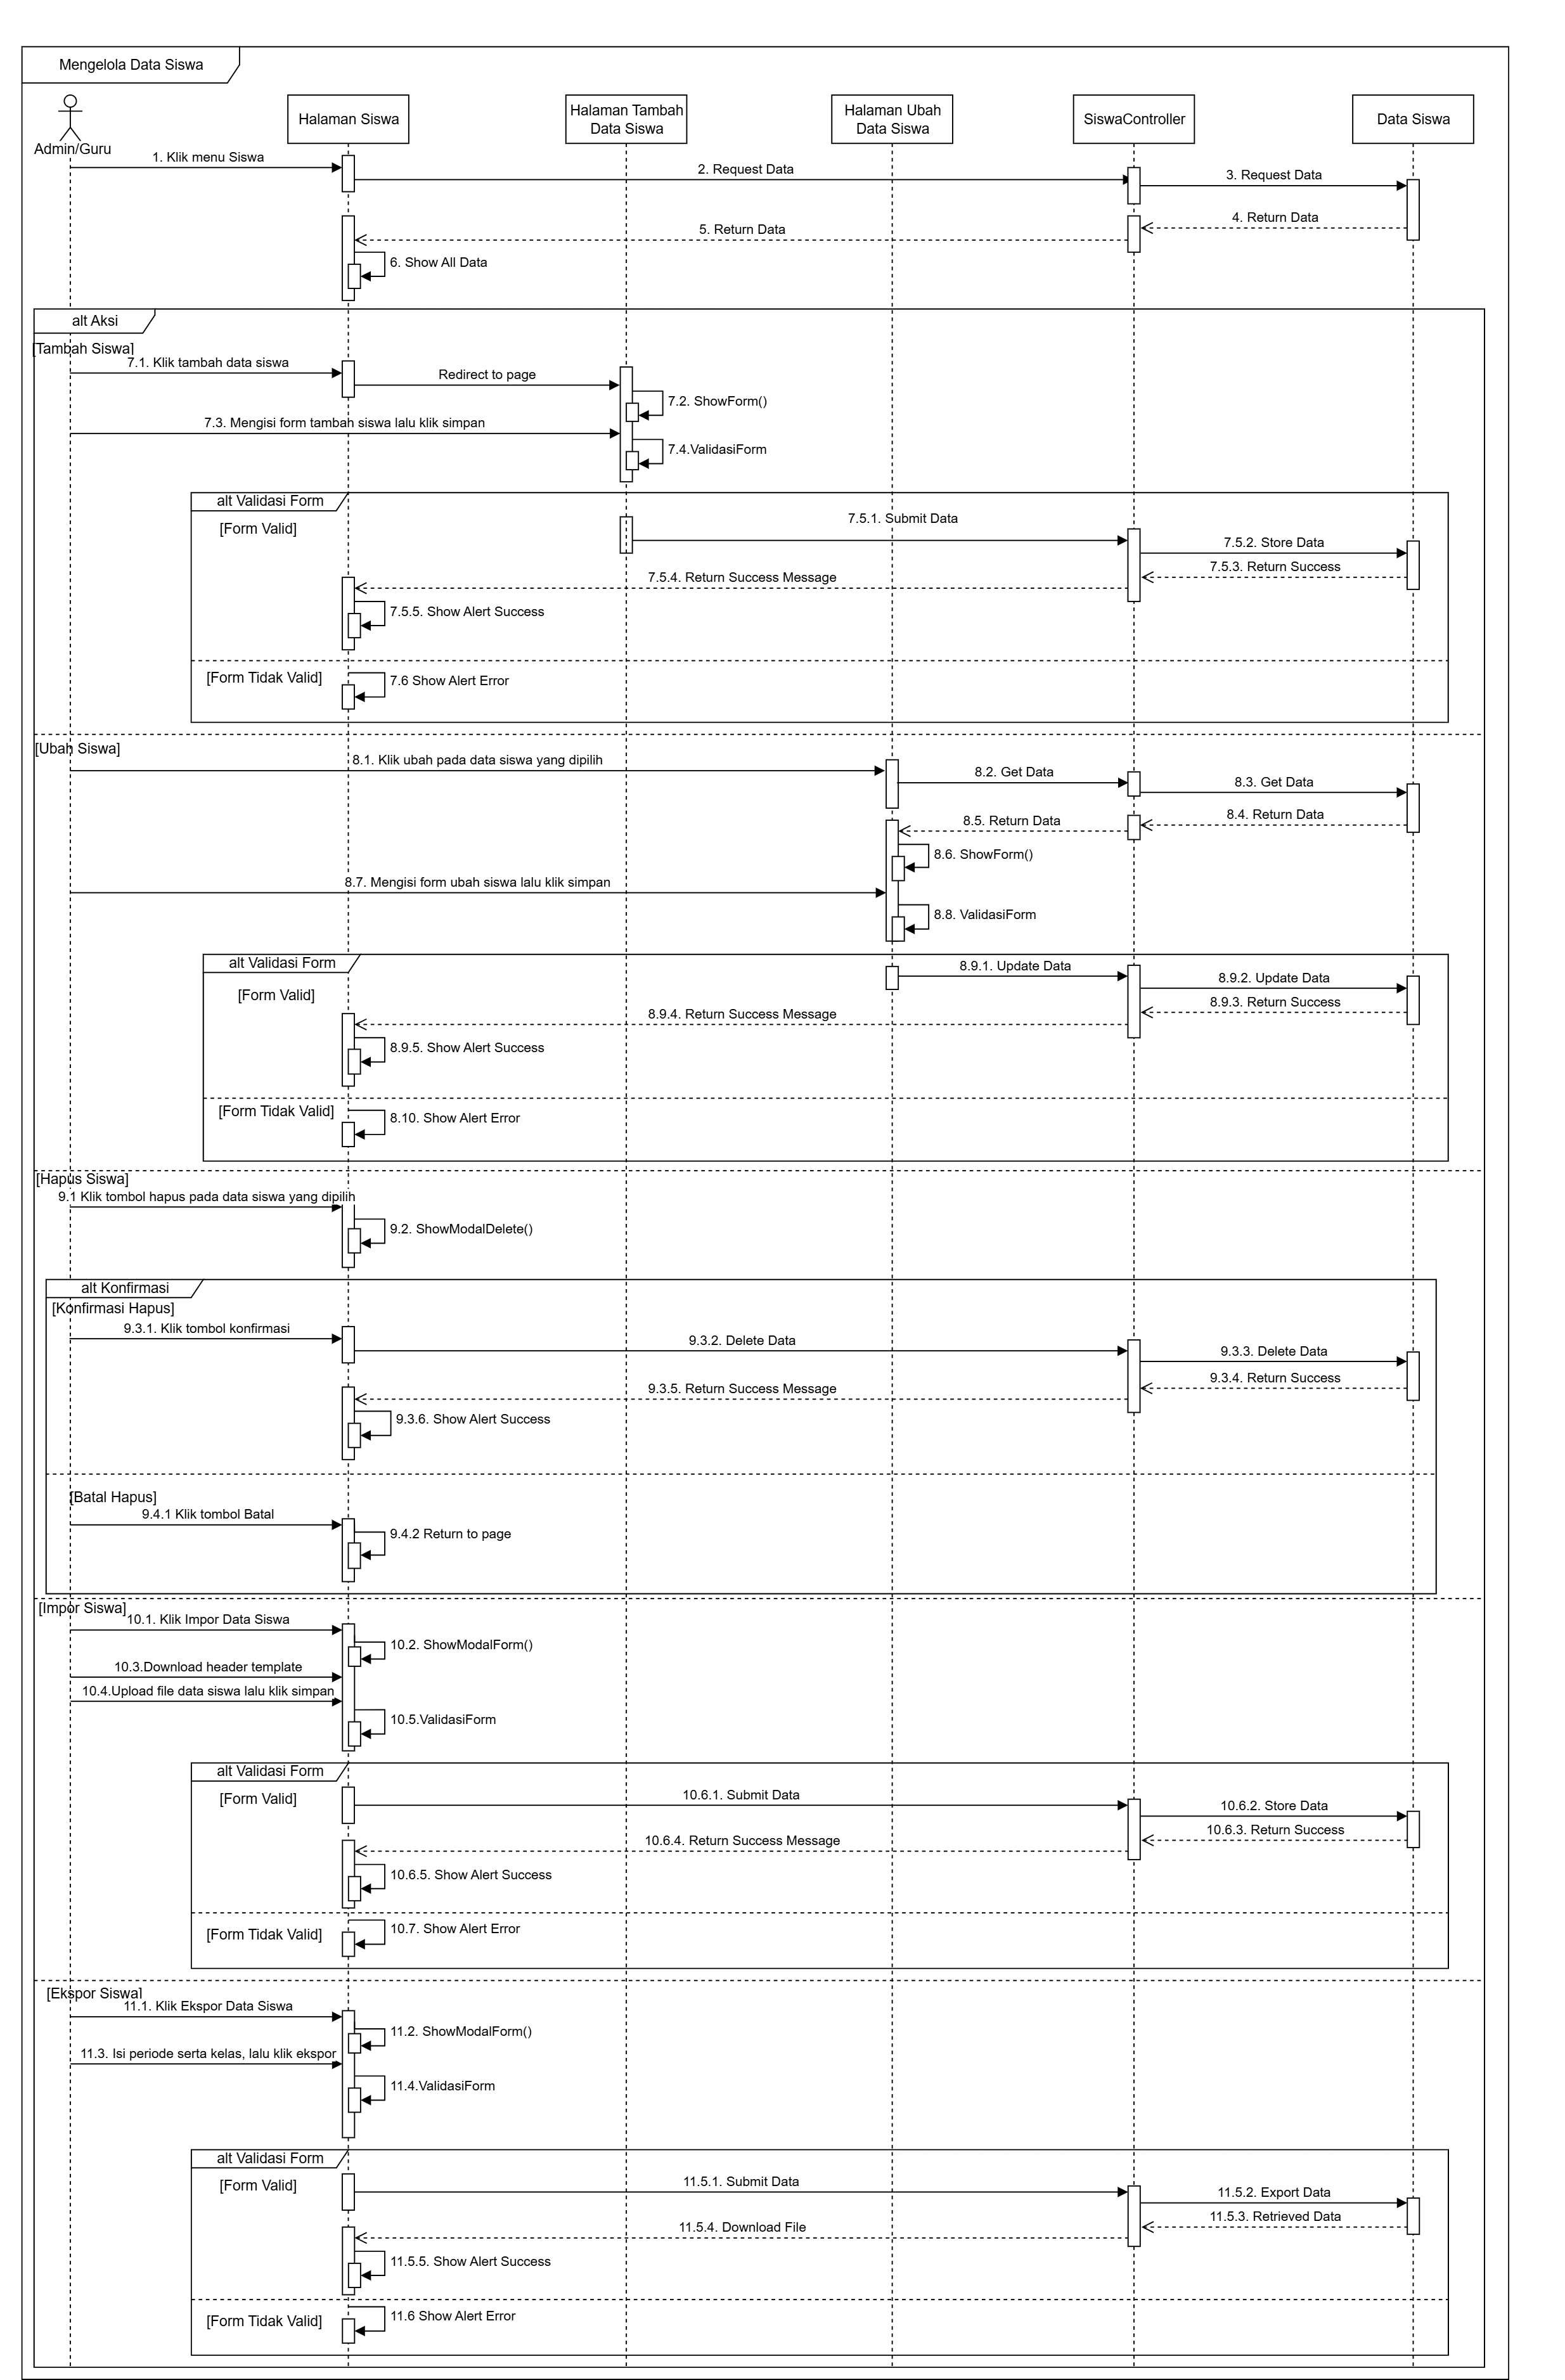 Mengelola Data Siswa
Admin/Guru
Halaman Siswa
Halaman Tambah
Data Siswa
Halaman Ubah
Data Siswa
SiswaController
Data Siswa
1. Klik menu Siswa
2. Request Data
3. Request Data
4. Return Data
5. Return Data
6. Show All Data
alt Aksi
[Tambah Siswa]
7.1. Klik tambah data siswa
Redirect to page
7.2. ShowForm()
7.3. Mengisi form tambah siswa lalu klik simpan
7.4.ValidasiForm
alt Validasi Form
[Form Valid]
7.5.1. Submit Data
7.5.2. Store Data
7.5.3. Return Success
7.5.4. Return Success Message
7.5.5. Show Alert Success
[Form Tidak Valid]
7.6 Show Alert Error
[Ubah Siswa]
8.1. Klik ubah pada data siswa yang dipilih
8.2. Get Data
8.3. Get Data
8.4. Return Data
8.5. Return Data
8.6. ShowForm()
8.7. Mengisi form ubah siswa lalu klik simpan
8.8. ValidasiForm
alt Validasi Form
[Form Valid]
8.9.1. Update Data
8.9.2. Update Data
8.9.3. Return Success
8.9.4. Return Success Message
8.9.5. Show Alert Success
[Form Tidak Valid]
8.10. Show Alert Error
[Hapus Siswa]
9.1 Klik tombol hapus pada data siswa yang dipilih
9.2. ShowModalDelete()
alt Konfirmasi
[Konfirmasi Hapus]
9.3.1. Klik tombol konfirmasi
9.3.2. Delete Data
9.3.3. Delete Data
9.3.4. Return Success
9.3.5. Return Success Message
9.3.6. Show Alert Success
[Batal Hapus]
9.4.1 Klik tombol Batal
9.4.2 Return to page
[Impor Siswa]
10.1. Klik Impor Data Siswa
10.2. ShowModalForm()
10.3.Download header template
10.4.Upload file data siswa lalu klik simpan
10.5.ValidasiForm
alt Validasi Form
[Form Valid]
10.6.1. Submit Data
10.6.2. Store Data
10.6.3. Return Success
10.6.4. Return Success Message
10.6.5. Show Alert Success
[Form Tidak Valid]
10.7. Show Alert Error
[Ekspor Siswa]
11.1. Klik Ekspor Data Siswa
11.2. ShowModalForm()
11.3. Isi periode serta kelas, lalu klik ekspor
11.4.ValidasiForm
alt Validasi Form
[Form Valid]
11.5.1. Submit Data
11.5.2. Export Data
11.5.3. Retrieved Data
11.5.4. Download File
11.5.5. Show Alert Success
[Form Tidak Valid]
11.6 Show Alert Error